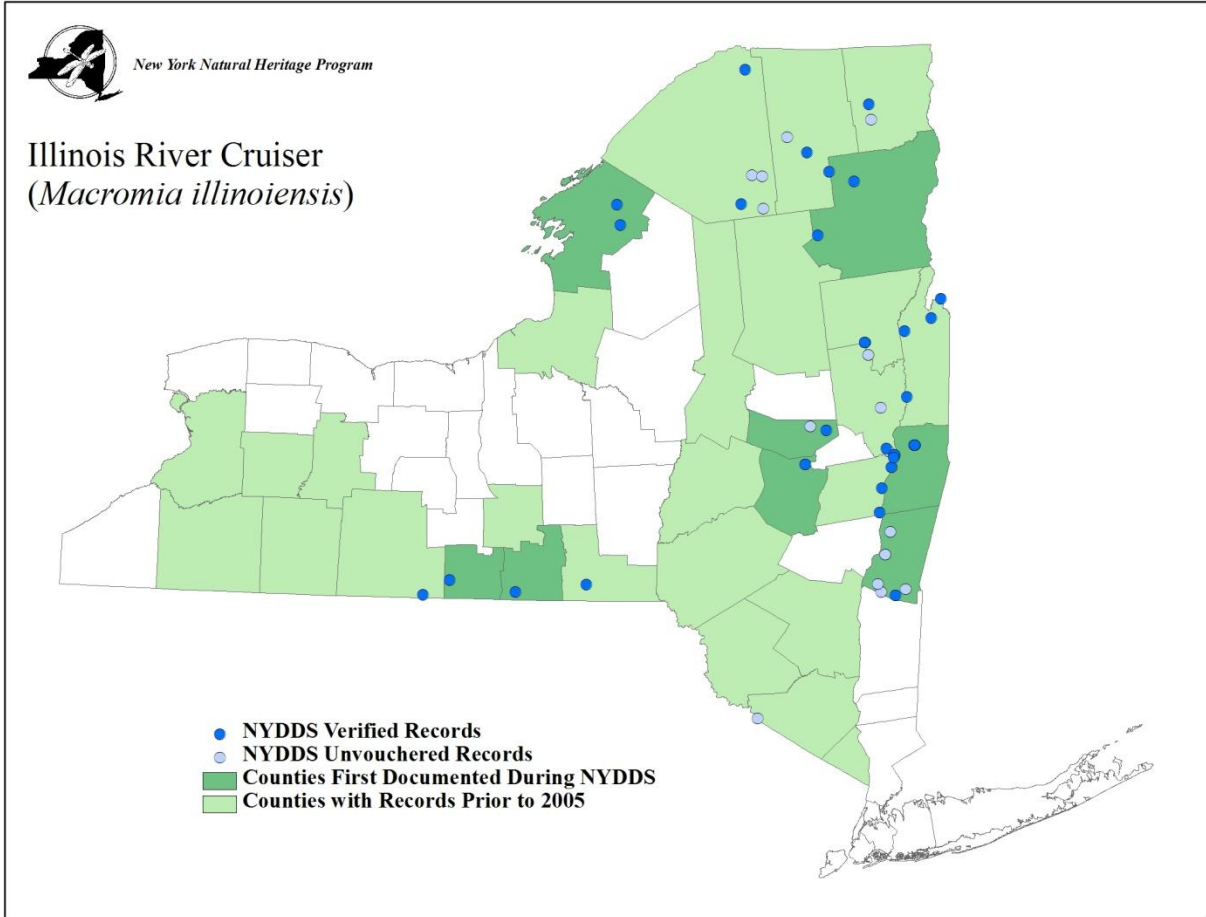 New York Natural Heritage Program
Illinois River Cruiser
(Macromia illinoiensis)
NYDDS Verified Records
NYDDS Unvouchered Records
Counties First Documented During NYDDS
Counties with Records Prior to 2005